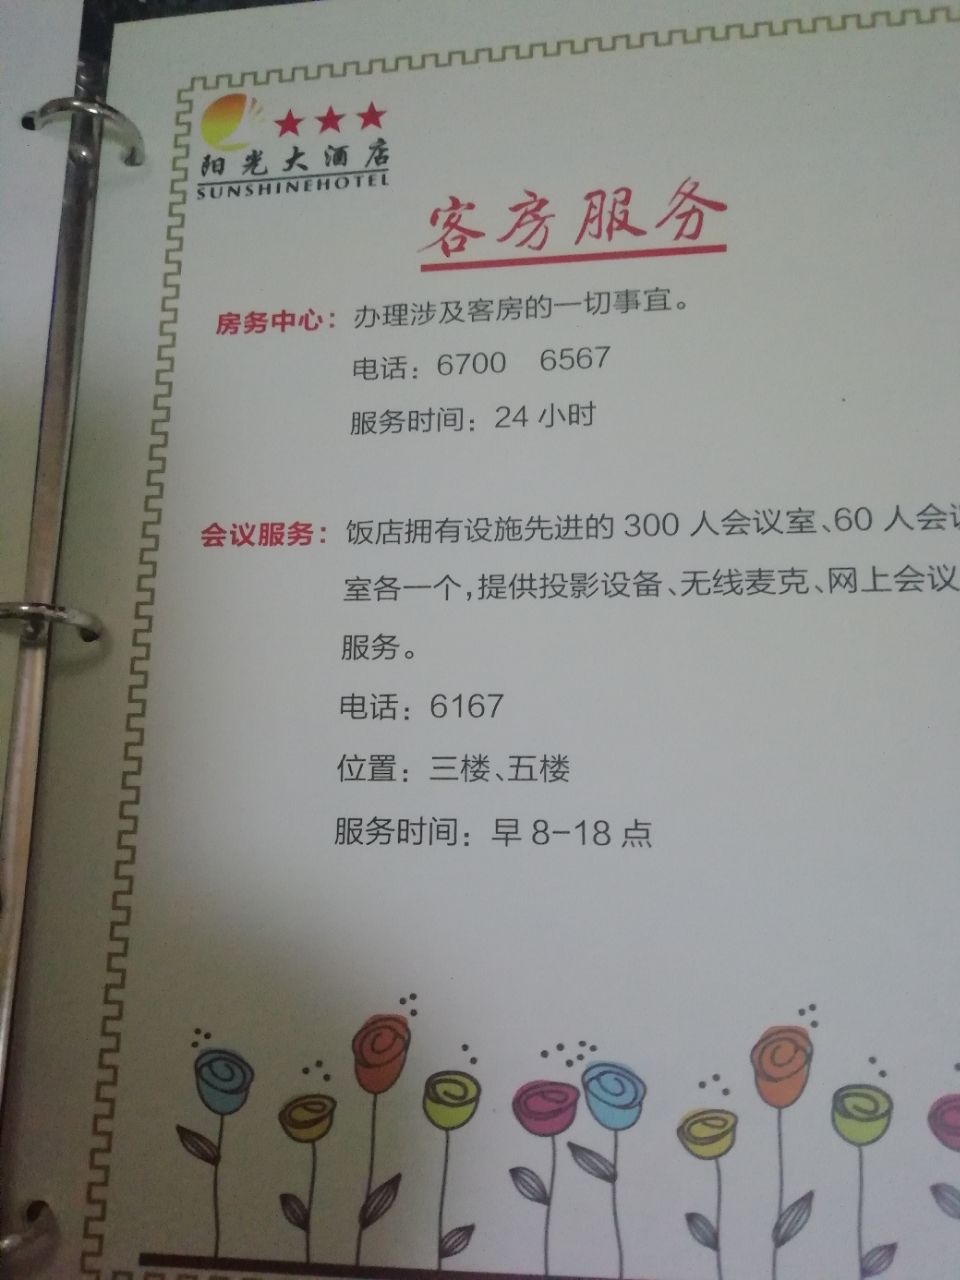 阳光大酒店
SUNSHINEHOTEL
客房服务
房务中心：办理涉及客房的一切事宜。
电话：6700 6567
服务时间：24 小时
会议服务：饭店拥有设施先进的 300 人会议室、60 人会议
室各一个，提供投影设备、无线麦克、网上会议
服务。
电话：6167
位置：三楼、五楼
服务时间：早 8-18 点